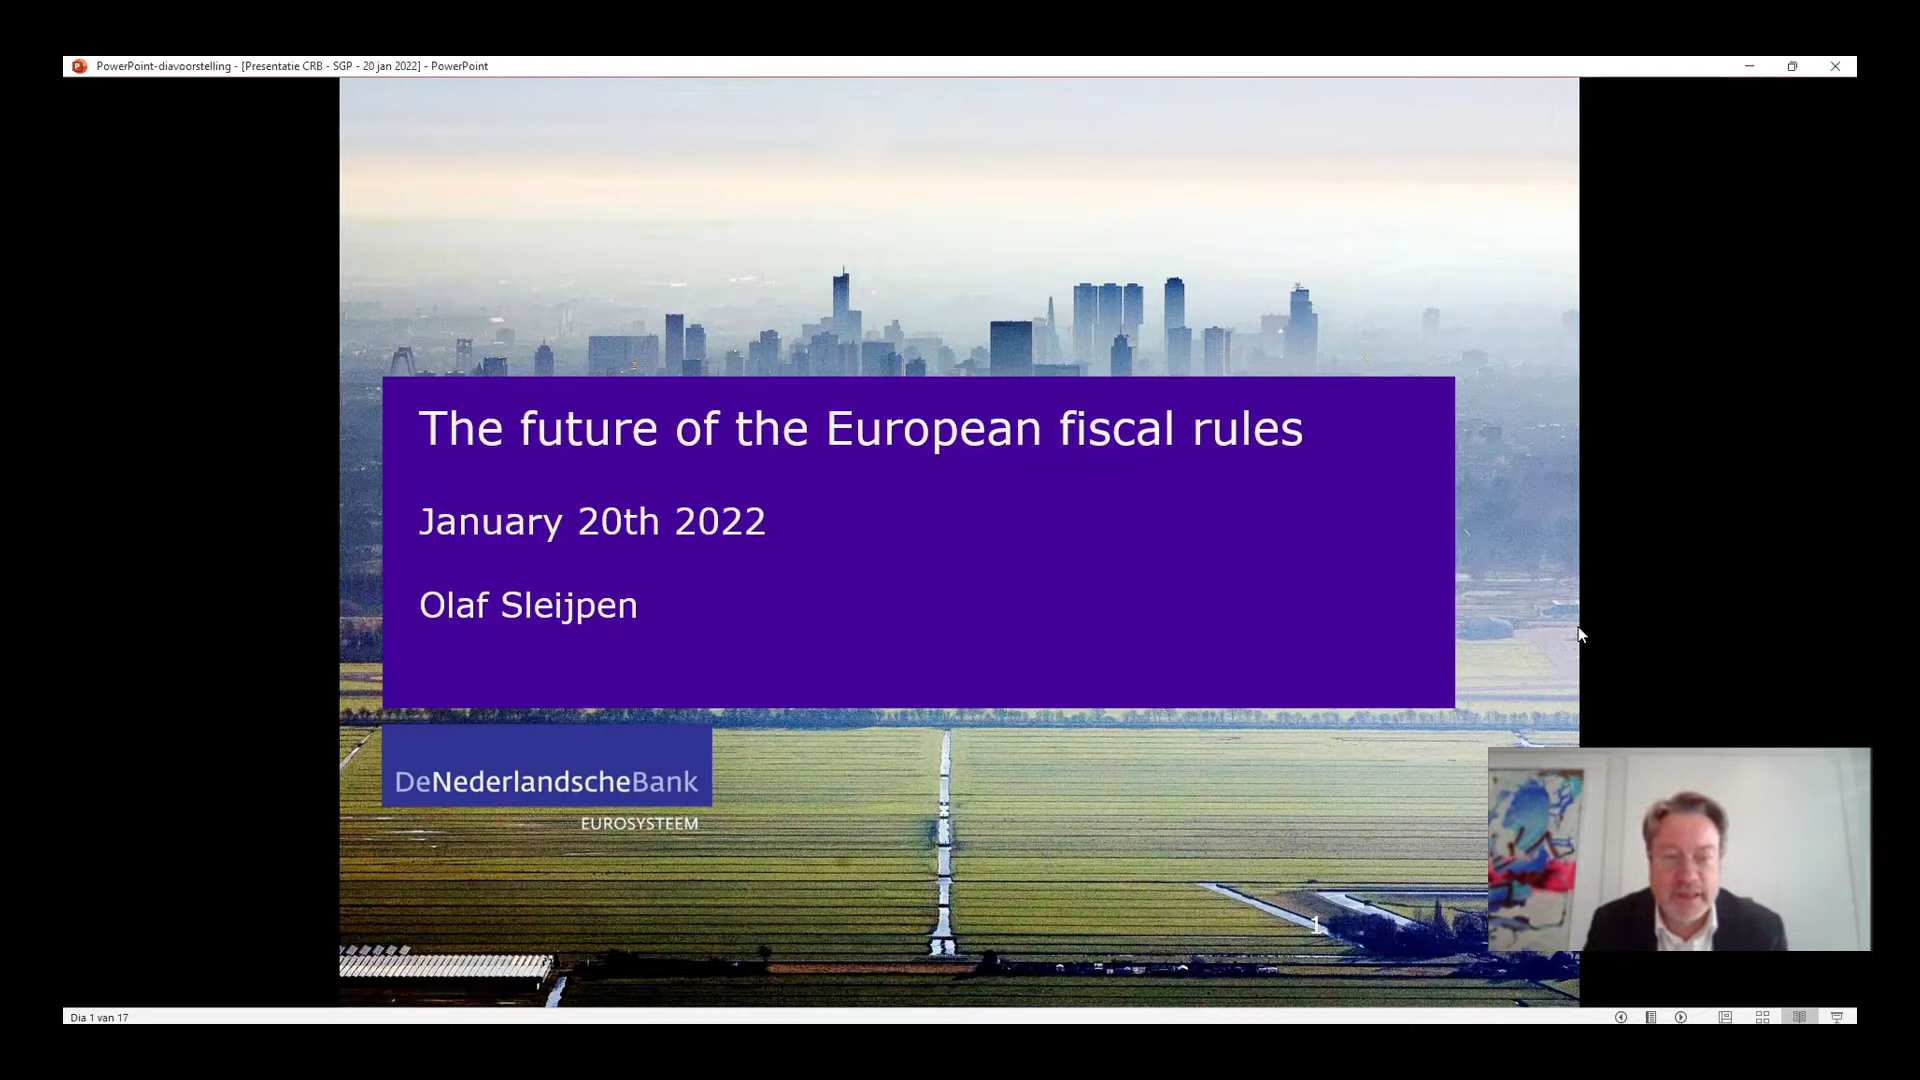 PowerPoint-diavoorstelling - [Presentatie CRB - SGP - 20 jan 2022] - PowerPoint
The future of the European fiscal rules
January 20th 2022
Olaf Sleijpen
DeNederlandscheBank
EUROSYSTEEM
1
Dia 1 van 17